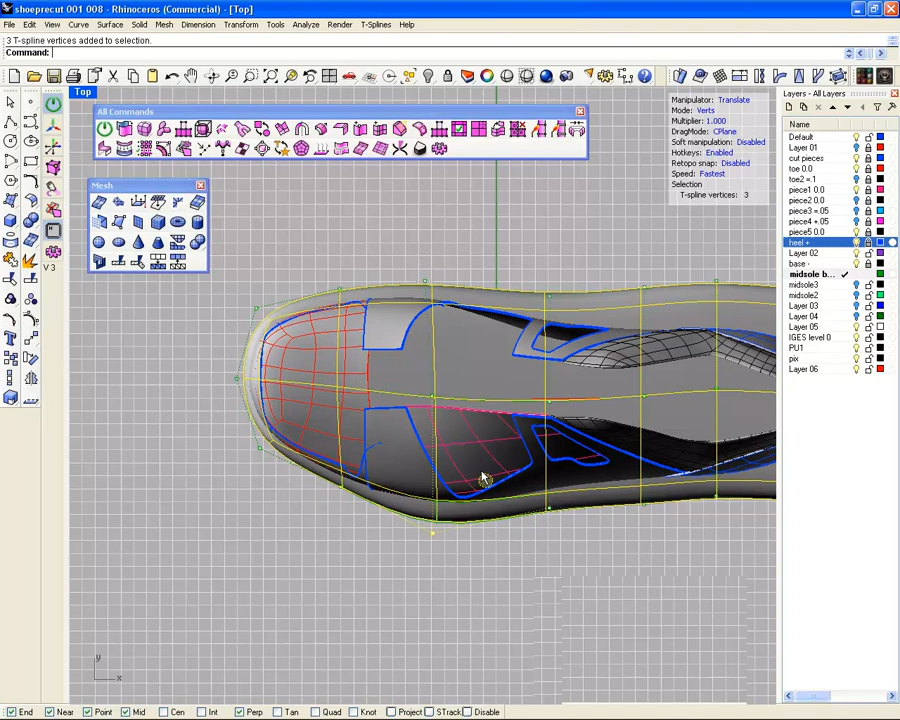 shoeprecut 001 008 - Rhinoceros (Commercial) - [Top]
File Edit View Curve Surface Solid Mesh Dimension Transform Tools Analyze Render T-Splines Help
3 T-spline vertices added to selection.
Command:
Top
All Commands
Mesh
V 3
Manipulator: Translate
Mode: Verts
Multiplier: 1.000
DragMode: CPlane
Soft manipulation: Disabled
Hotkeys: Enabled
Retopo snap: Disabled
Speed: Fastest
Selection
T-spline vertices: 3
Layers - All Layers
Name
Default
Layer 01
cut pieces
toe 0.0
toe2 =.1
piece1 0.0
piece2 0.0
piece3 =.05
piece4 +.05
piece5 0.0
heel +
Layer 02
base -
midsole b...
midsole3
midsole2
Layer 03
Layer 04
Layer 05
IGES level 0
PU1
pix
Layer 06
y
x
End Near Point Mid Cen Int Perp Tan Quad Knot Project STrack Disable